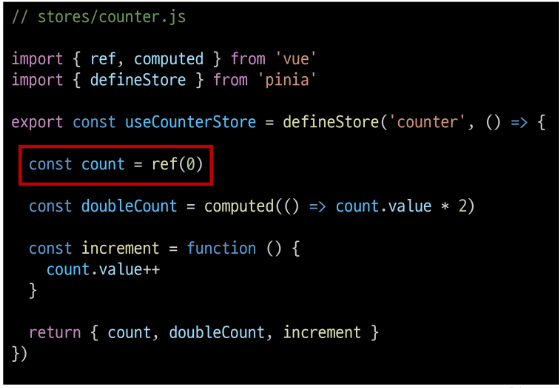 // stores/counter.js
import { ref, computed } from 'vue'
import { defineStore } from 'pinia'
export const useCounterStore = defineStore('counter', () => {
const count = ref(0)
const doubleCount = computed(() => count.value * 2)
const increment = function () {
count.value++
}
return { count, doubleCount, increment }
})